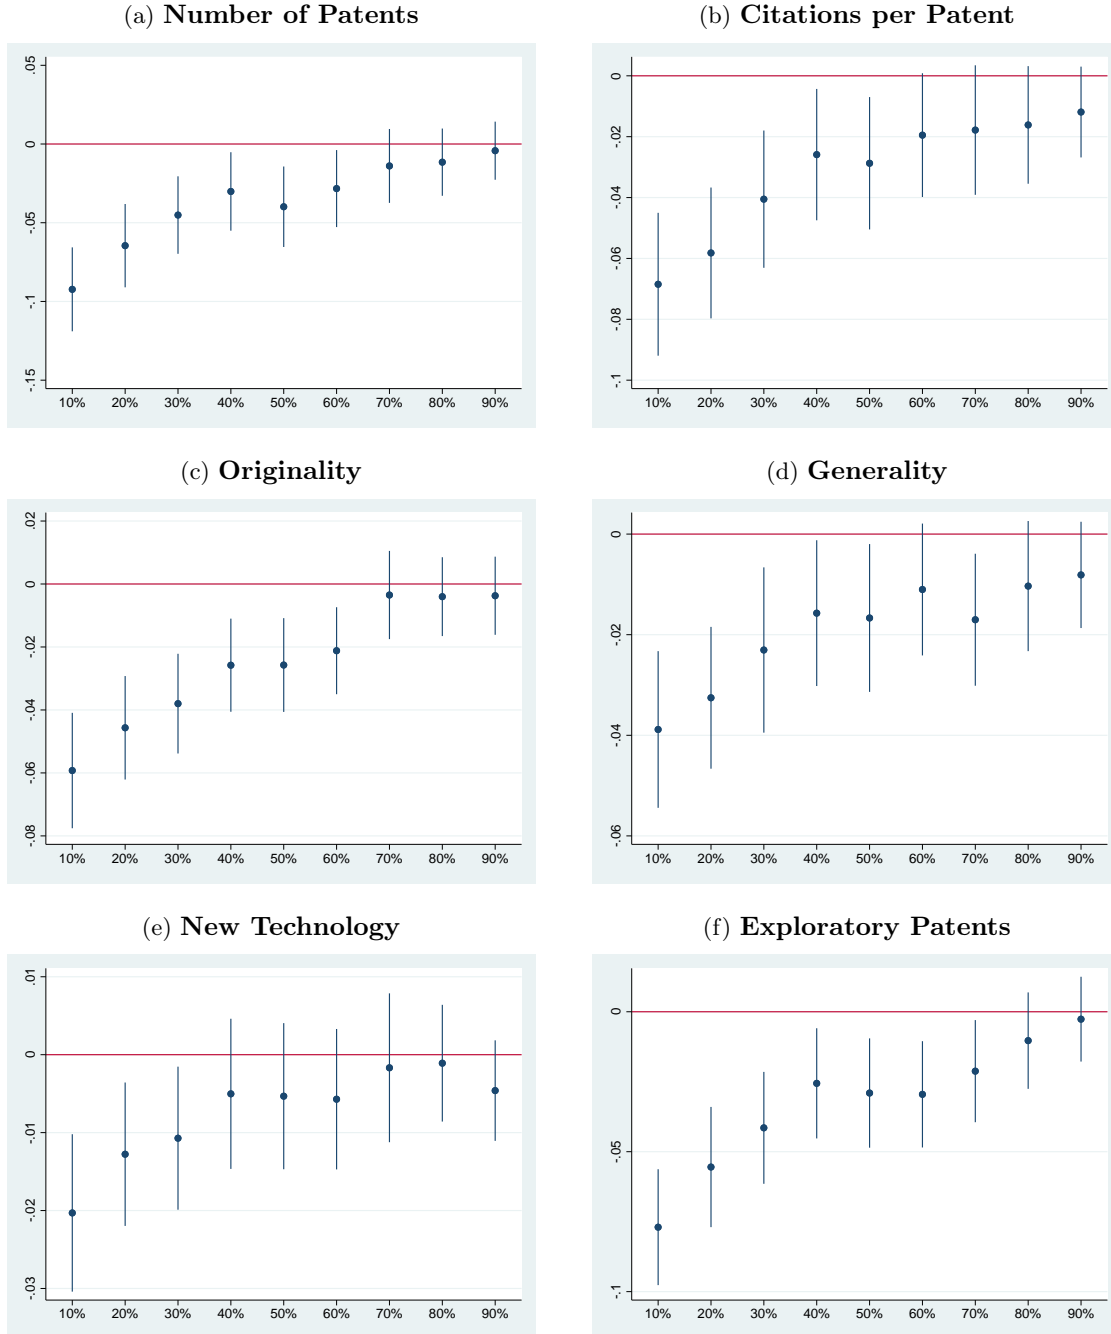 (a) Number of Patents
(b) Citations per Patent
.05
0
-.05
-.1
-.15
10% 20% 30% 40% 50% 60% 70% 80% 90%
0
-.02
-.04
-.06
-.08
-.1
10% 20% 30% 40% 50% 60% 70% 80% 90%
(c) Originality
(d) Generality
.02
0
-.02
-.04
-.06
-.08
10% 20% 30% 40% 50% 60% 70% 80% 90%
0
-.02
-.04
-.06
10% 20% 30% 40% 50% 60% 70% 80% 90%
(e) New Technology
(f) Exploratory Patents
.01
0
-.01
-.02
-.03
10% 20% 30% 40% 50% 60% 70% 80% 90%
0
-.05
-.1
10% 20% 30% 40% 50% 60% 70% 80% 90%